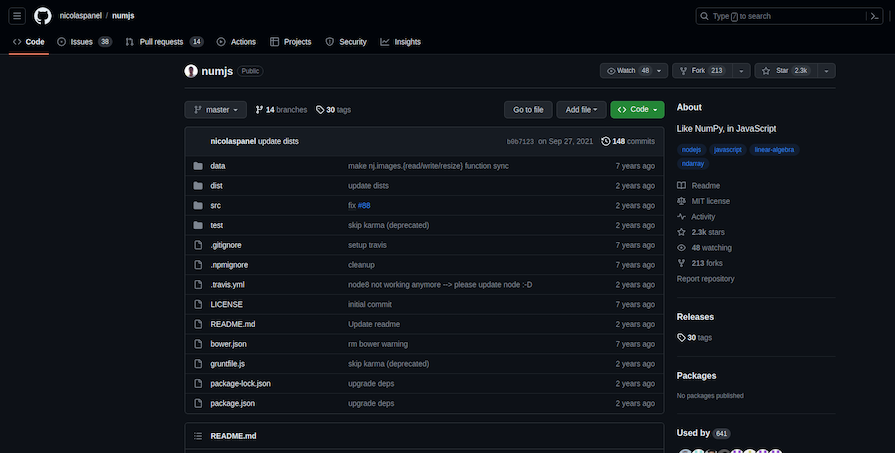 nicolaspanel / numjs
Type / to search
Code
Issues 38
Pull requests 14
Actions
Projects
Security
Insights
numjs Public
Watch 48
Fork 213
Star 2.3k
master
14 branches
30 tags
Go to file
Add file
Code
nicolaspanel update dists
b0b7123 on Sep 27, 2021
148 commits
data make nj.images.{read/write/resize} function sync 7 years ago
dist update dists 2 years ago
src fix #88 2 years ago
test skip karma (deprecated) 2 years ago
.gitignore setup travis 7 years ago
.npmignore cleanup 7 years ago
.travis.yml node8 not working anymore --> please update node :-D 2 years ago
LICENSE initial commit 7 years ago
README.md Update readme 2 years ago
bower.json rm bower warning 7 years ago
gruntfile.js skip karma (deprecated) 2 years ago
package-lock.json upgrade deps 2 years ago
package.json upgrade deps 2 years ago
README.md
About
Like NumPy, in JavaScript
nodejs javascript linear-algebra
ndarray
Readme
MIT license
Activity
2.3k stars
48 watching
213 forks
Report repository
Releases
30 tags
Packages
No packages published
Used by 641